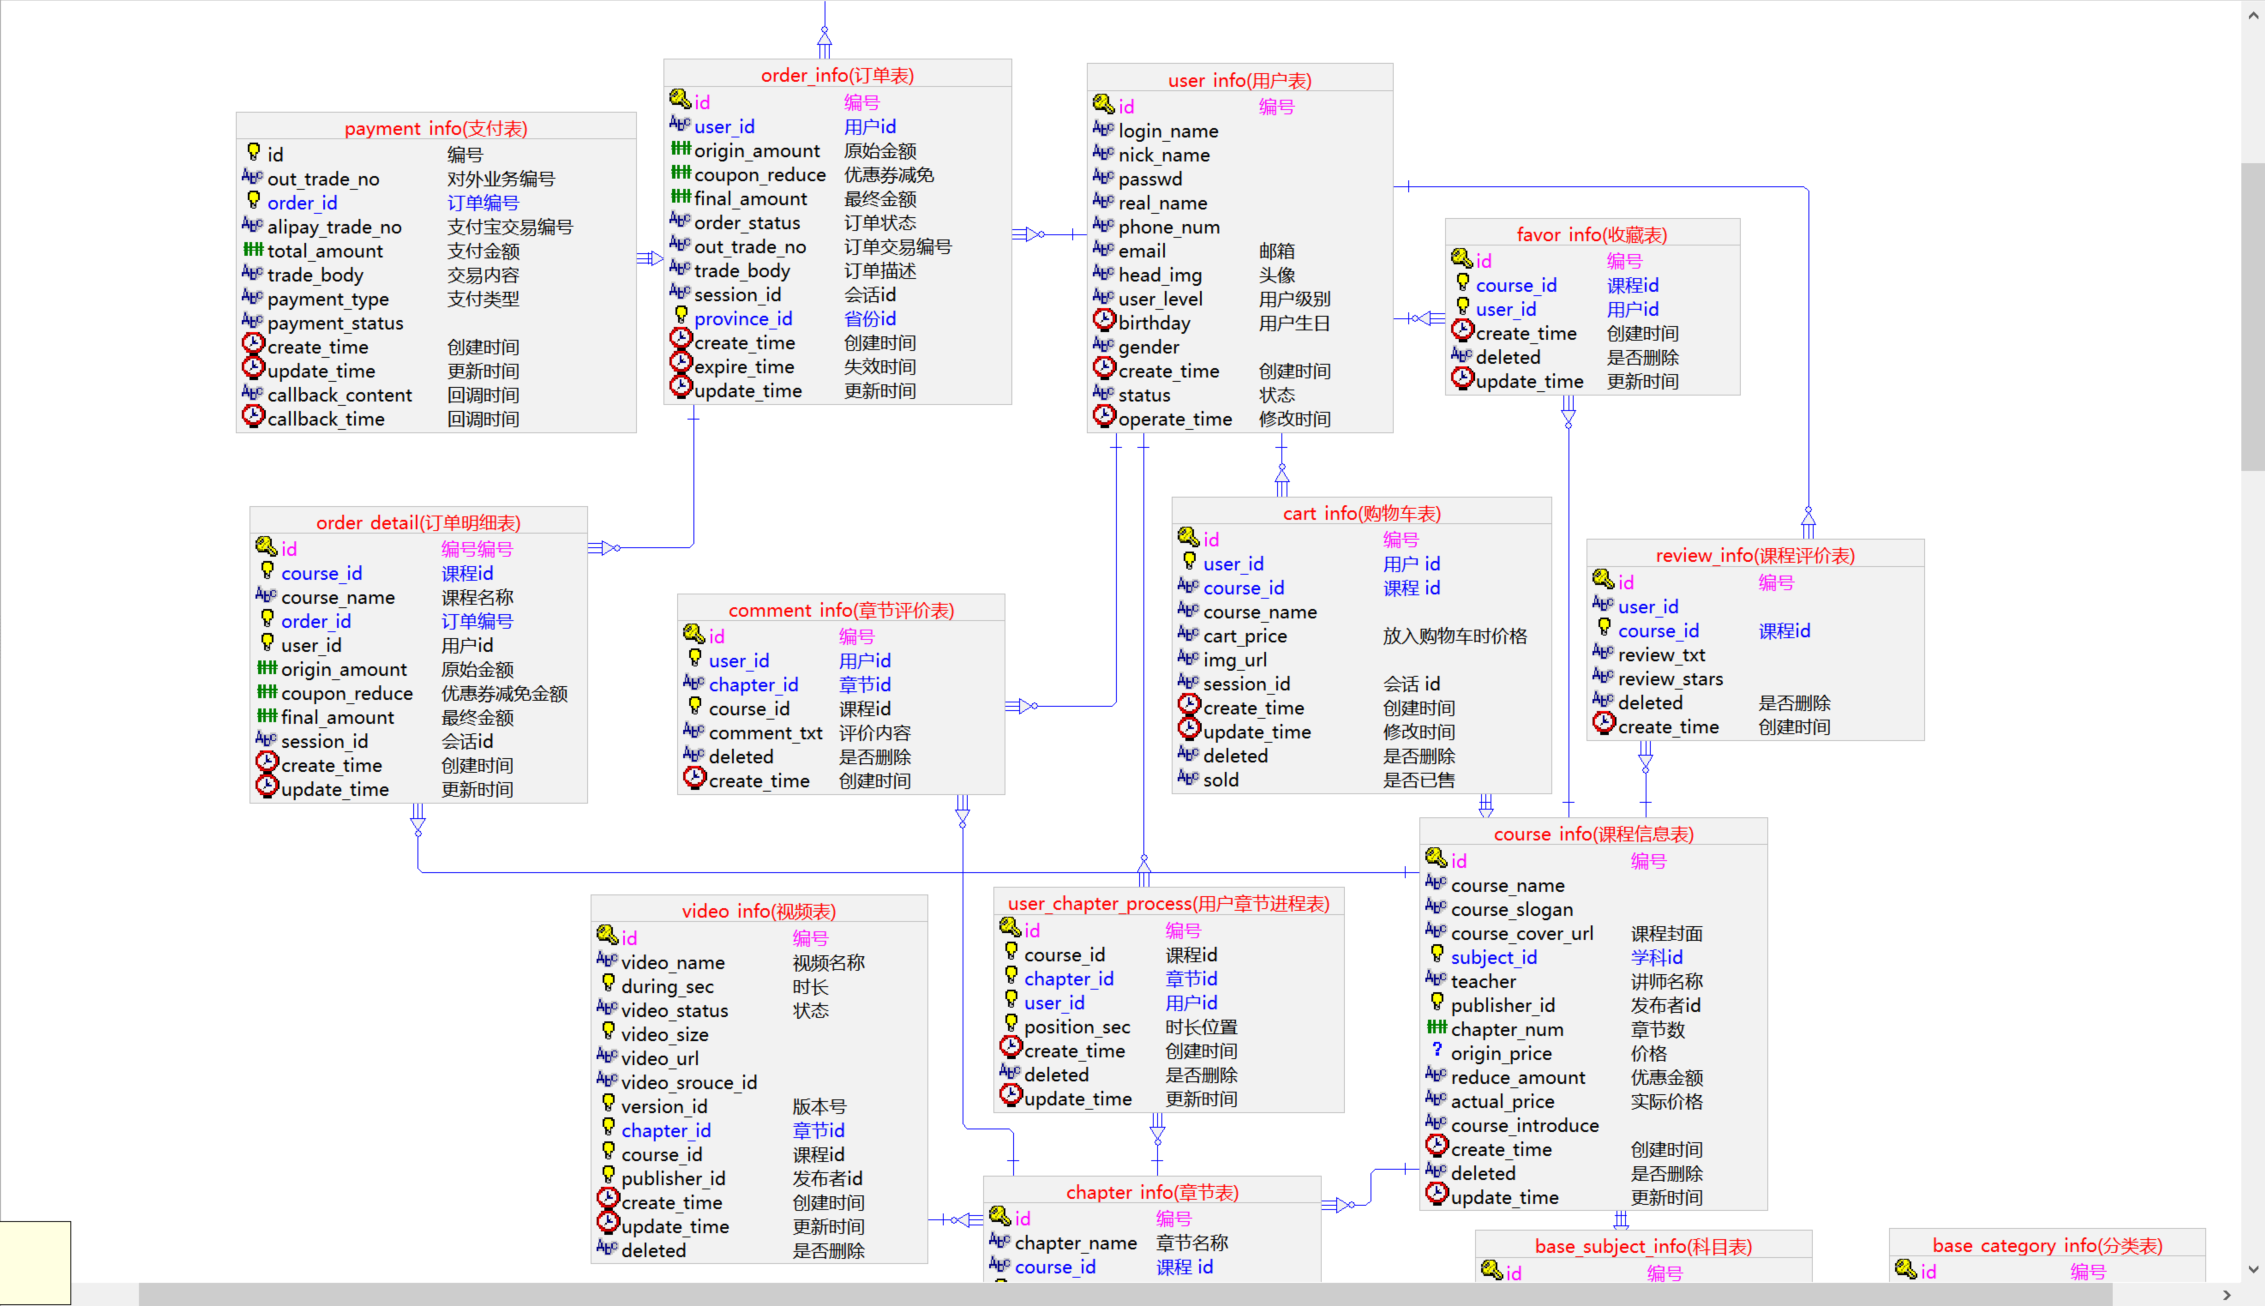 order_info(订单表)
id 编号
user_id 用户id
origin_amount 原始金额
coupon_reduce 优惠券减免
final_amount 最终金额
order_status 订单状态
out_trade_no 订单交易编号
trade_body 订单描述
session_id 会话id
province_id 省份id
create_time 创建时间
expire_time 失效时间
update_time 更新时间
user_info(用户表)
id 编号
login_name
nick_name
passwd
real_name
phone_num
email 邮箱
head_img 头像
user_level 用户级别
birthday 用户生日
gender
create_time 创建时间
status 状态
operate_time 修改时间
payment_info(支付表)
id 编号
out_trade_no 对外业务编号
order_id 订单编号
alipay_trade_no 支付宝交易编号
total_amount 支付金额
trade_body 交易内容
payment_type 支付类型
payment_status
create_time 创建时间
update_time 更新时间
callback_content 回调时间
callback_time 回调时间
favor_info(收藏表)
id 编号
course_id 课程id
user_id 用户id
create_time 创建时间
deleted 是否删除
update_time 更新时间
order_detail(订单明细表)
id 编号编号
course_id 课程id
course_name 课程名称
order_id 订单编号
user_id 用户id
origin_amount 原始金额
coupon_reduce 优惠券减免金额
final_amount 最终金额
session_id 会话id
create_time 创建时间
update_time 更新时间
comment_info(章节评价表)
id 编号
user_id 用户id
chapter_id 章节id
course_id 课程id
comment_txt 评价内容
deleted 是否删除
create_time 创建时间
cart_info(购物车表)
id 编号
user_id 用户 id
course_id 课程 id
course_name
cart_price 放入购物车时价格
img_url
session_id 会话 id
create_time 创建时间
update_time 修改时间
deleted 是否删除
sold 是否已售
review_info(课程评价表)
id 编号
user_id
course_id 课程id
review_txt
review_stars
deleted 是否删除
create_time 创建时间
video_info(视频表)
id 编号
video_name 视频名称
during_sec 时长
video_status 状态
video_size
video_url
video_srouce_id
version_id 版本号
chapter_id 章节id
course_id 课程id
publisher_id 发布者id
create_time 创建时间
update_time 更新时间
deleted 是否删除
user_chapter_process(用户章节进程表)
id 编号
course_id 课程id
chapter_id 章节id
user_id 用户id
position_sec 时长位置
create_time 创建时间
deleted 是否删除
update_time 更新时间
course_info(课程信息表)
id 编号
course_name
course_slogan
course_cover_url 课程封面
subject_id 学科id
teacher 讲师名称
publisher_id 发布者id
chapter_num 章节数
origin_price 价格
reduce_amount 优惠金额
actual_price 实际价格
course_introduce
create_time 创建时间
deleted 是否删除
update_time 更新时间
chapter_info(章节表)
id 编号
chapter_name 章节名称
course_id 课程 id
base_subject_info(科目表)
id 编号
base_category_info(分类表)
id 编号